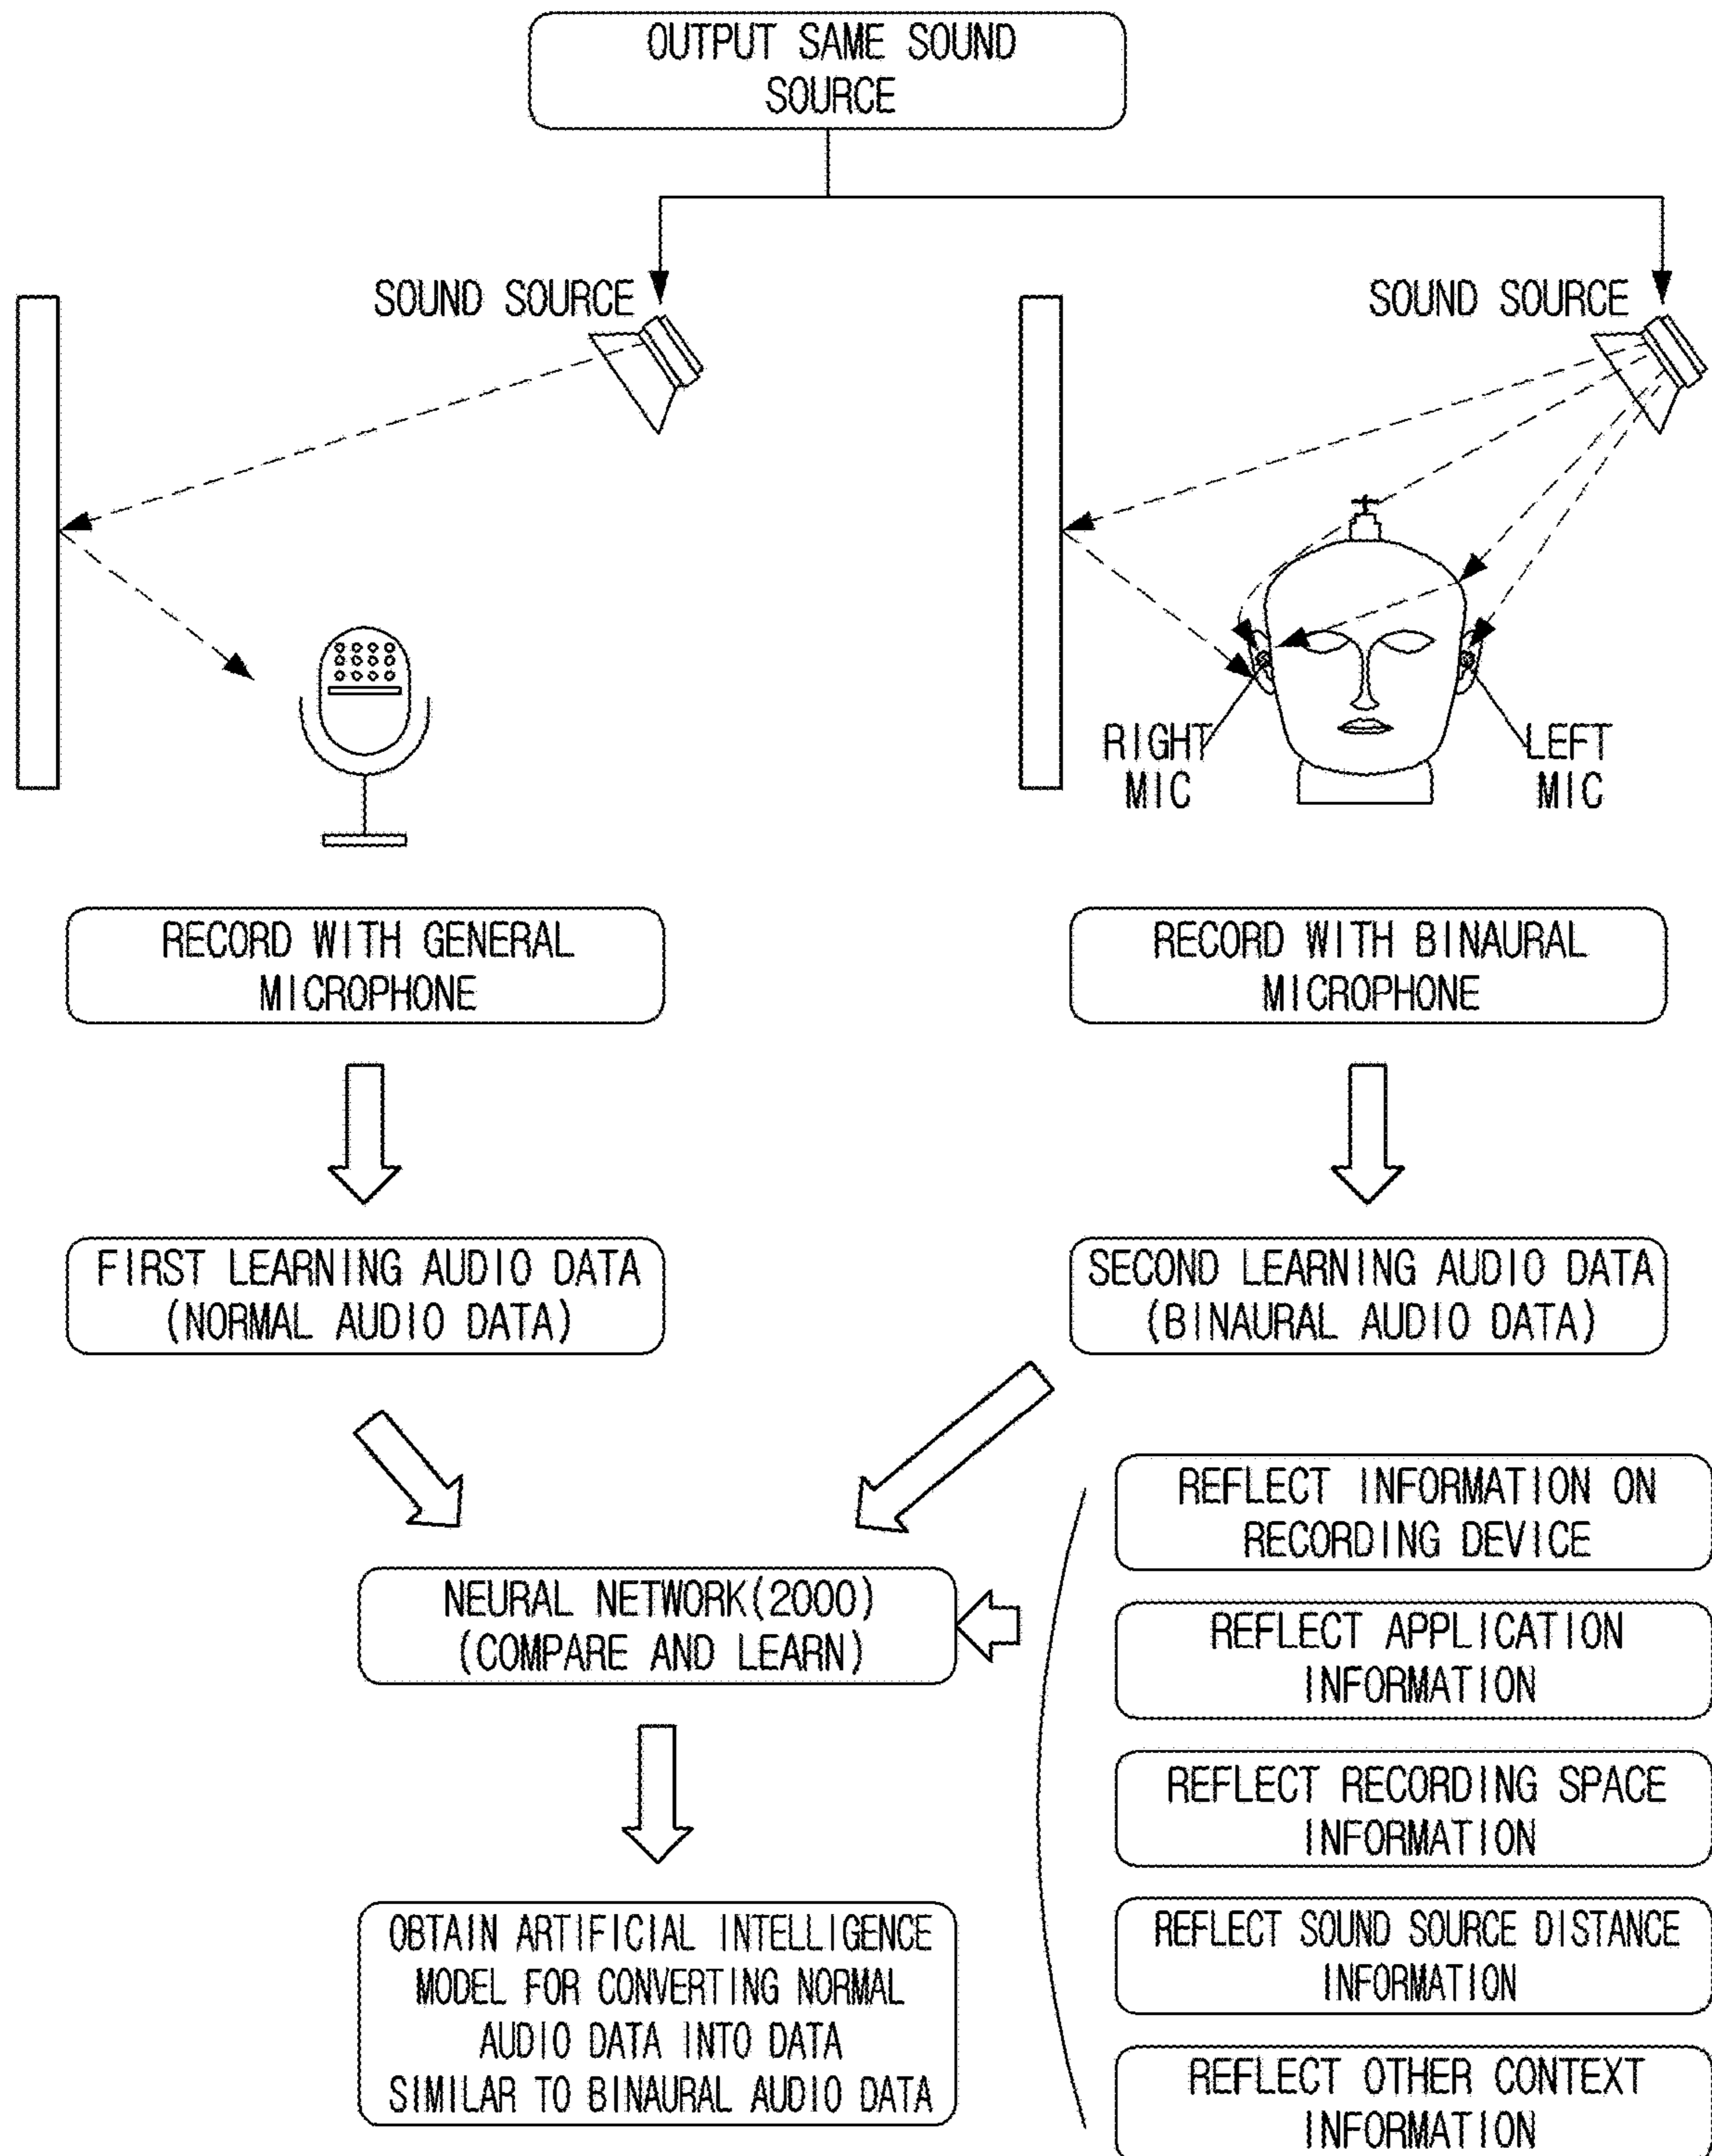 OUTPUT SAME SOUND
SOURCE
SOUND SOURCE
SOUND SOURCE
RIGHT
MIC
LEFT
MIC
RECORD WITH GENERAL
MICROPHONE
RECORD WITH BINAURAL
MICROPHONE
FIRST LEARNING AUDIO DATA
(NORMAL AUDIO DATA)
SECOND LEARNING AUDIO DATA
(BINAURAL AUDIO DATA)
NEURAL NETWORK(2000)
(COMPARE AND LEARN)
REFLECT INFORMATION ON
RECORDING DEVICE
REFLECT APPLICATION
INFORMATION
REFLECT RECORDING SPACE
INFORMATION
REFLECT SOUND SOURCE DISTANCE
INFORMATION
REFLECT OTHER CONTEXT
INFORMATION
OBTAIN ARTIFICIAL INTELLIGENCE
MODEL FOR CONVERTING NORMAL
AUDIO DATA INTO DATA
SIMILAR TO BINAURAL AUDIO DATA